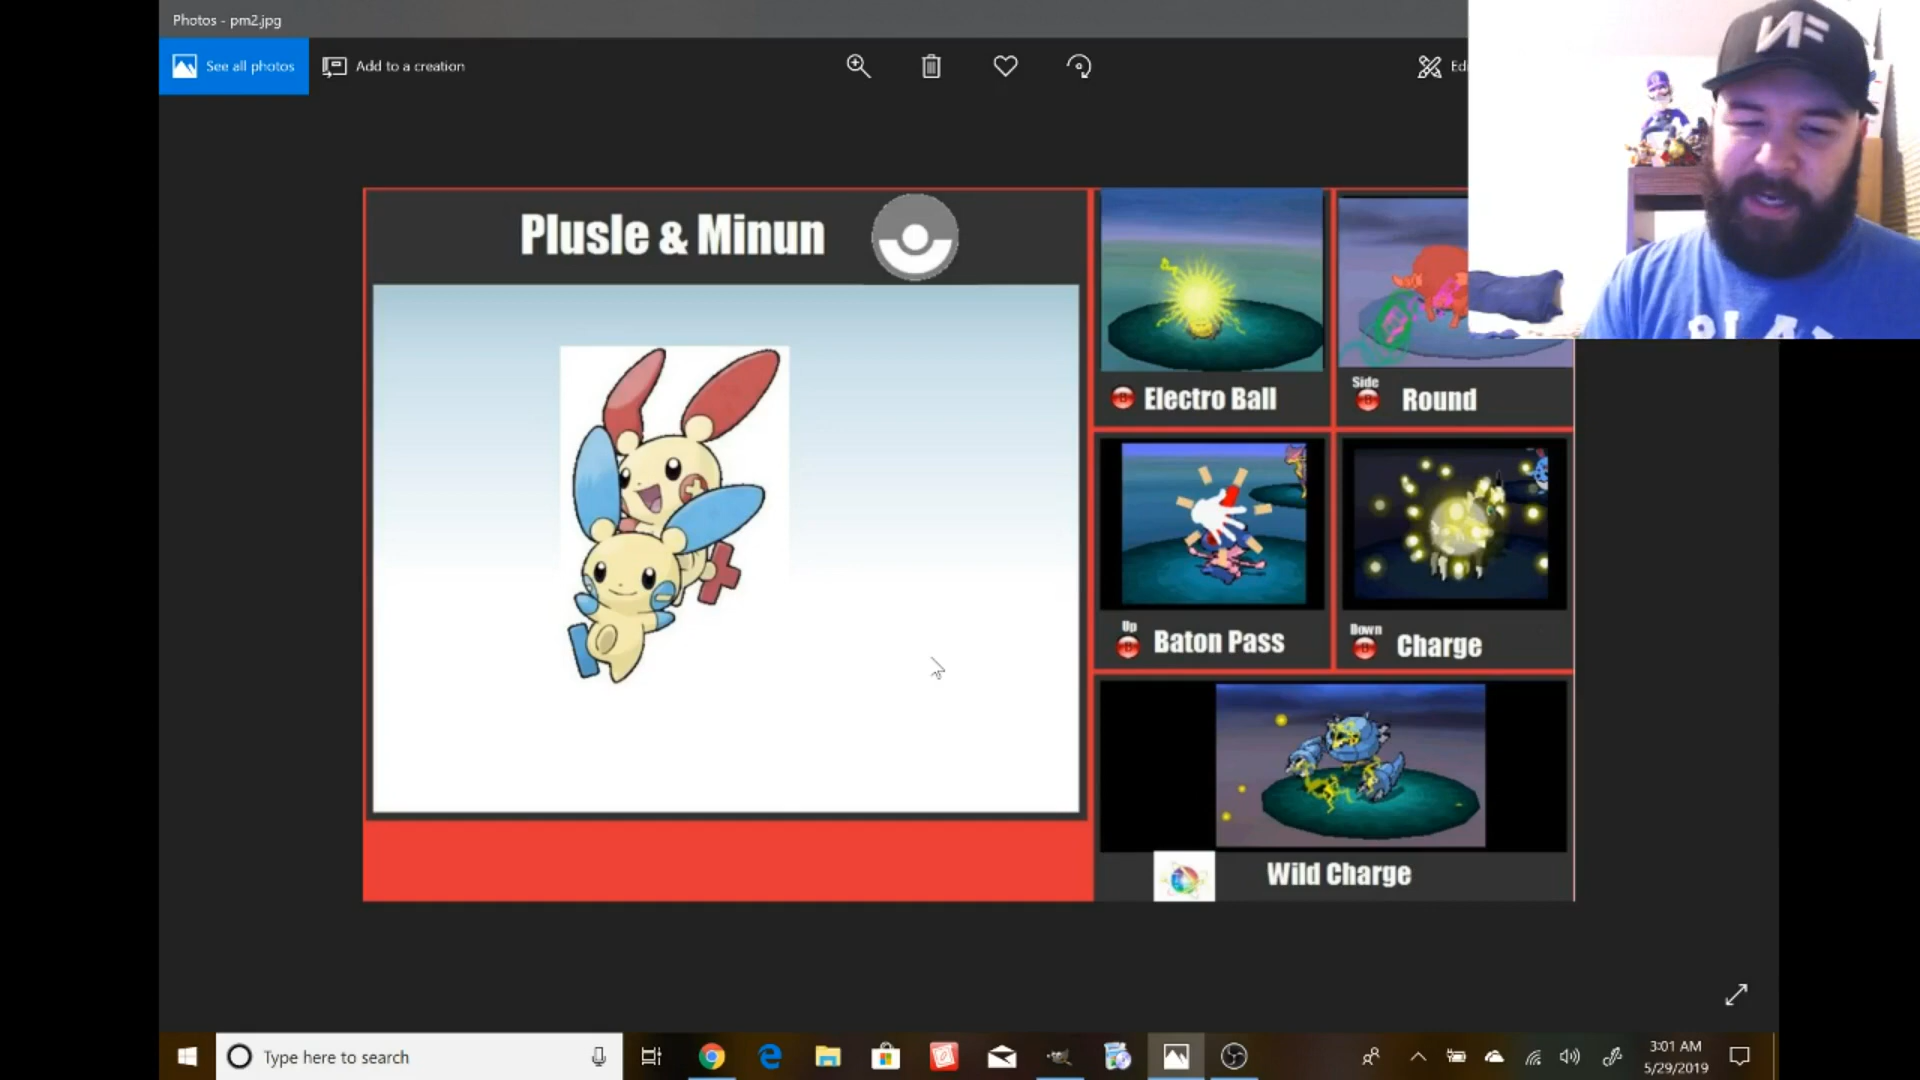 Photos - pm2.jpg
See all photos
Add to a creation
Plusle & Minun
B Electro Ball
Side
B Round
Up
B Baton Pass
Down
B Charge
Wild Charge
NF
Type here to search
3:01 AM
5/29/2019